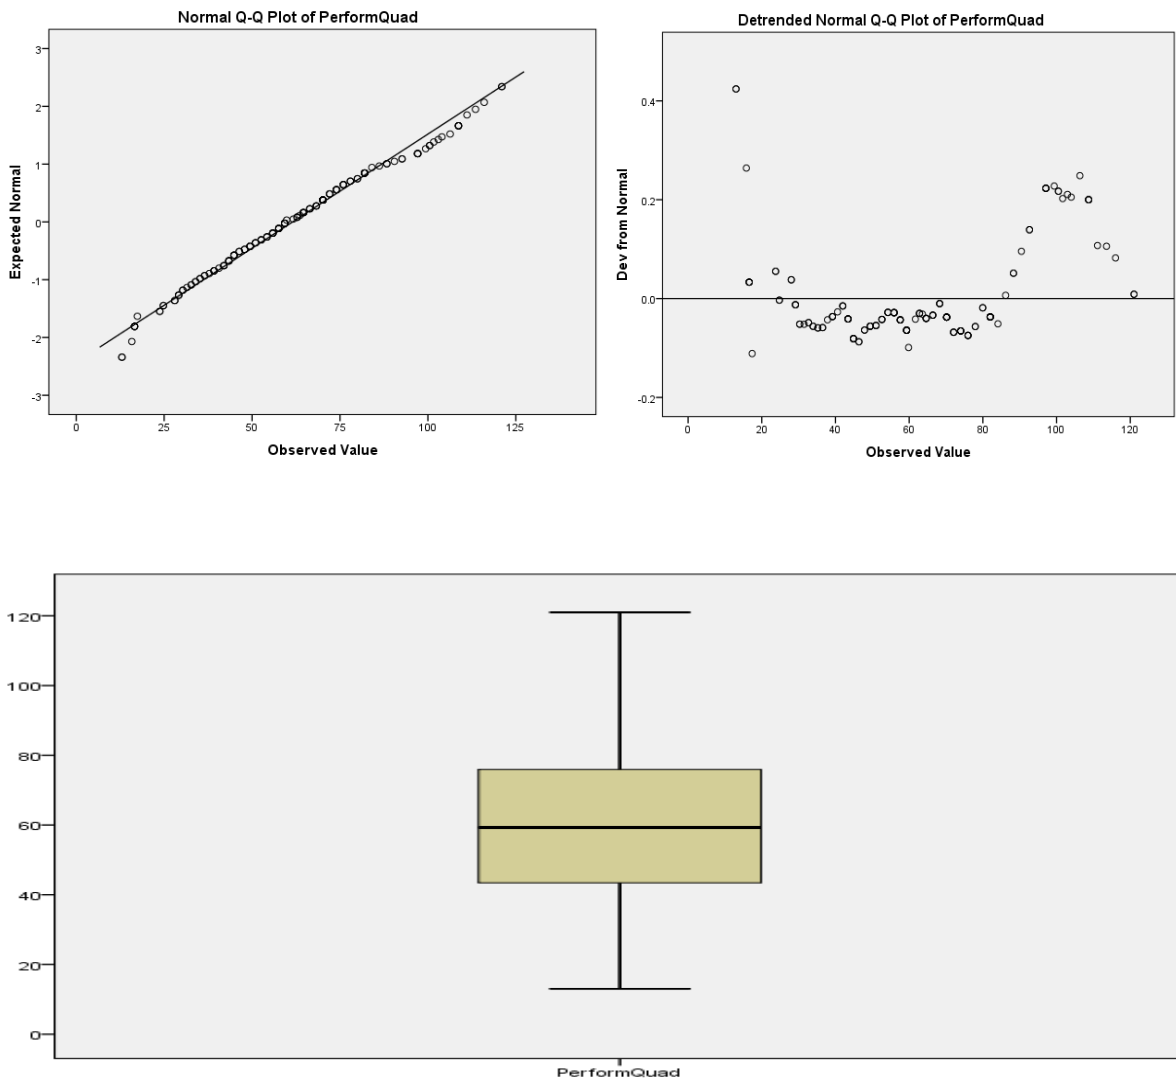 Normal Q-Q Plot of PerformQuad
3
2
1
0
-1
-2
-3
Expected Normal
0 25 50 75 100 125
Observed Value
Detrended Normal Q-Q Plot of PerformQuad
0.4
0.2
0.0
-0.2
Dev from Normal
0 20 40 60 80 100 120
Observed Value
120
100
80
60
40
20
0
PerformQuad